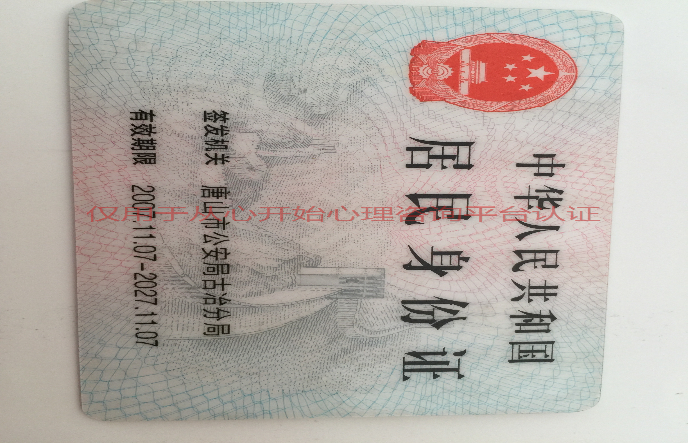 中华人民共和国
居民身份证
签发机关 唐山市公安局古冶分局
有效期限 2007.11.07-2027.11.07
仅用于从心开始心理咨询平台认证